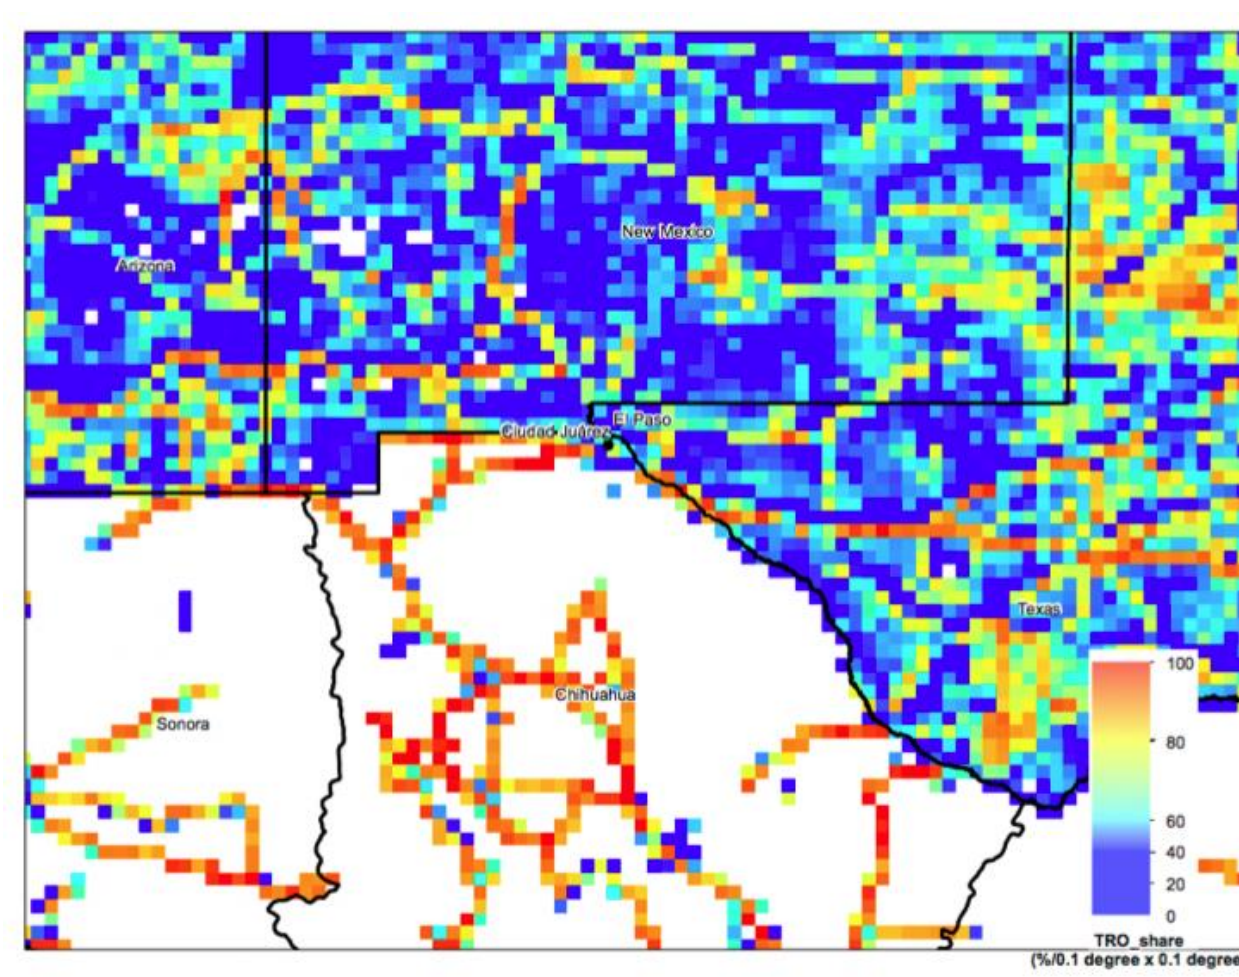 New Mexico
Arizona
El Paso
Ciudad Juárez
Texas
100
Chihuahua
Sonora
80
60
40
20
0
TRO_share
(%/0.1 degree x 0.1 degree